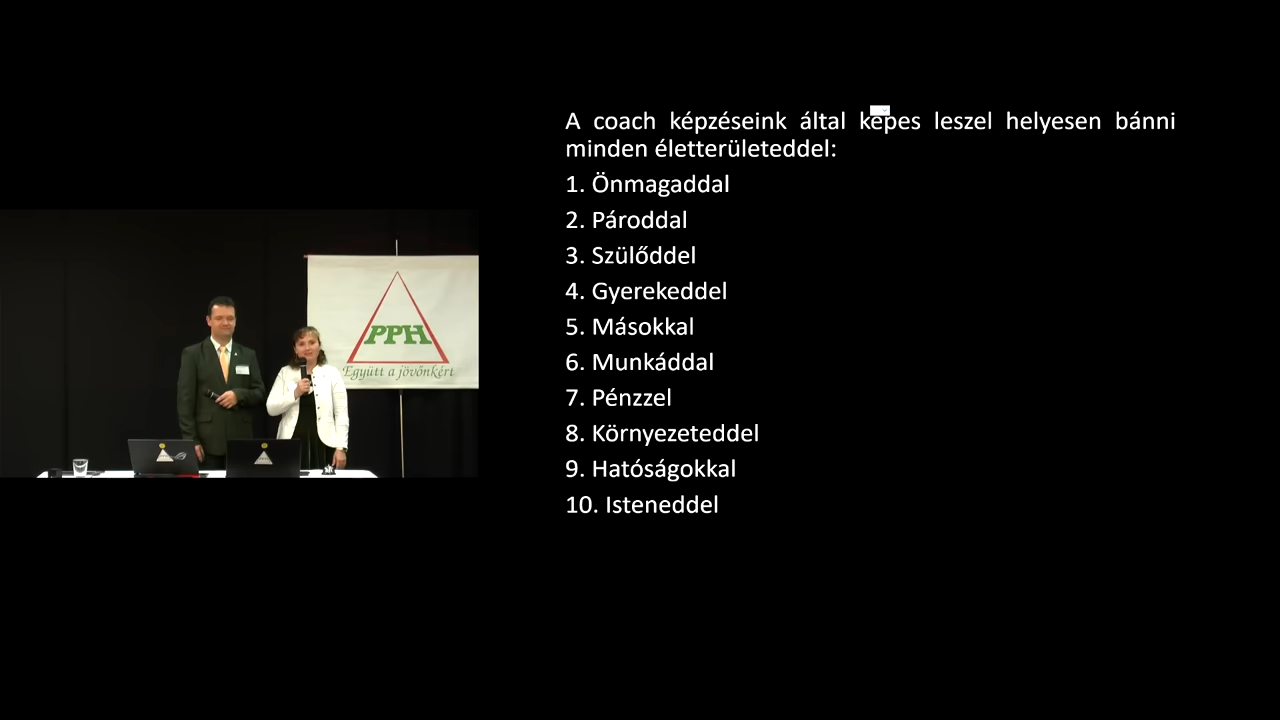 A coach képzéseink által képes leszel helyesen bánni
minden életterületeddel:
1. Önmagaddal
2. Pároddal
3. Szülőddel
4. Gyerekeddel
5. Másokkal
6. Munkáddal
7. Pénzzel
8. Környezeteddel
9. Hatóságokkal
10. Isteneddel
PPH
Együtt a jövőnkért